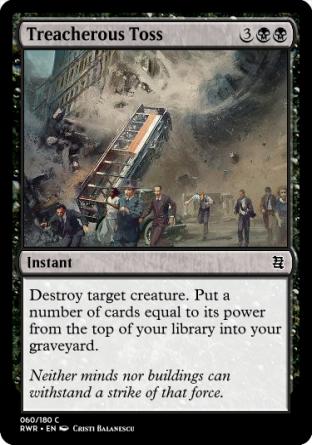 Treacherous Toss 3
Instant
Destroy target creature. Put a
number of cards equal to its power
from the top of your library into your
graveyard.
Neither minds nor buildings can
withstand a strike of that force.
060/180 C
RWR • EN CRISTI BALANESCU